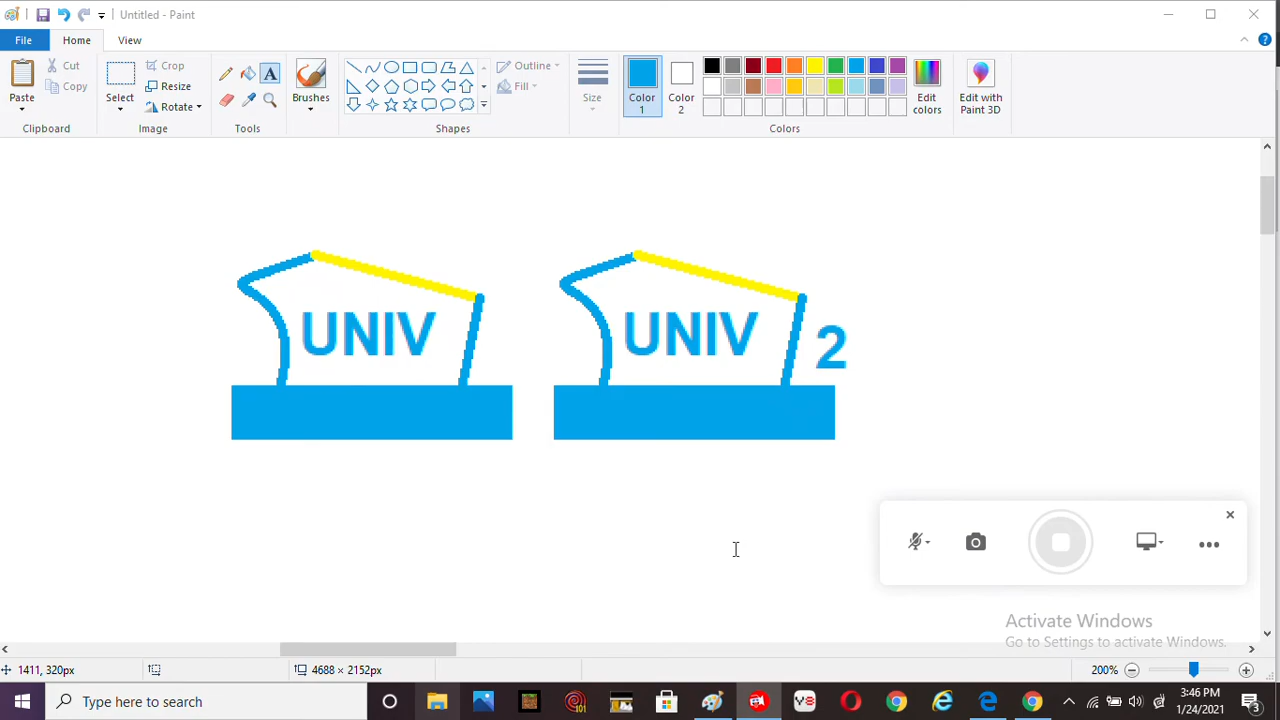 Untitled - Paint
File Home View
Paste
Cut
Copy
Clipboard
Select
Crop
Resize
Rotate
Image
A
Tools
Brushes
Outline
Fill
Shapes
Size
Color 1
Color 2
Edit colors
Colors
Edit with Paint 3D
UNIV UNIV 2
Activate Windows
Go to Settings to activate Windows.
1411, 320px 4688 × 2152px 200%
Type here to search
101
3:46 PM
1/24/2021
3